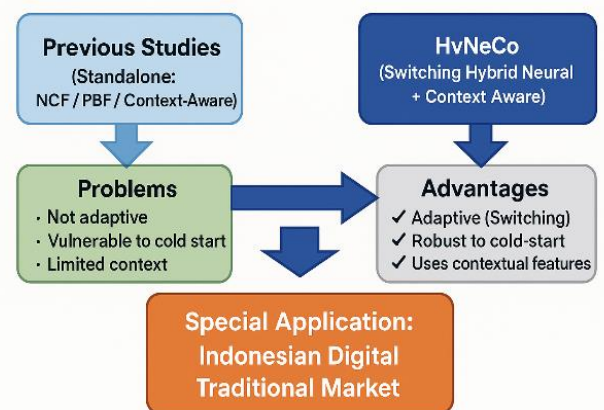 Previous Studies
(Standalone:
NCF / PBF / Context-Aware)
HvNeCo
(Switching Hybrid Neural
+ Context Aware)
Problems
· Not adaptive
· Vulnerable to cold start
· Limited context
Advantages
✓ Adaptive (Switching)
✓ Robust to cold-start
✓ Uses contextual features
Special Application:
Indonesian Digital
Traditional Market